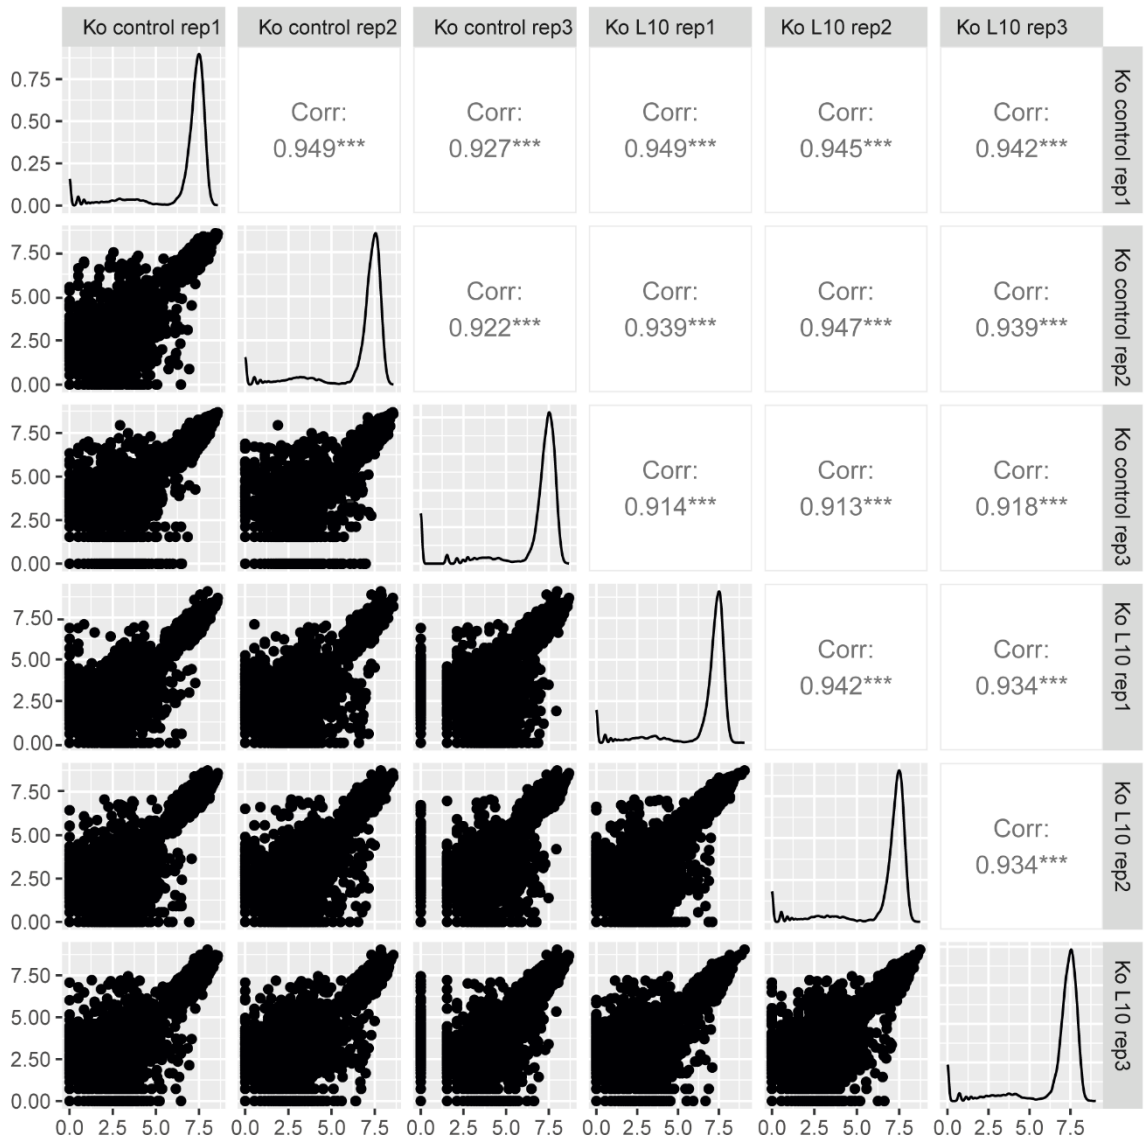 Ko control rep1 Ko control rep2 Ko control rep3 Ko L10 rep1 Ko L10 rep2 Ko L10 rep3
0.75
0.50
0.25
0.00
Corr:
0.949***
Corr:
0.927***
Corr:
0.949***
Corr:
0.945***
Corr:
0.942***
Ko control rep1
7.50
5.00
2.50
0.00
Corr:
0.922***
Corr:
0.939***
Corr:
0.947***
Corr:
0.939***
Ko control rep2
7.50
5.00
2.50
0.00
Corr:
0.914***
Corr:
0.913***
Corr:
0.918***
Ko control rep3
7.50
5.00
2.50
0.00
Corr:
0.942***
Corr:
0.934***
Ko L10 rep1
7.50
5.00
2.50
0.00
Corr:
0.934***
Ko L10 rep2
7.50
5.00
2.50
0.00
Ko L10 rep3
0.0 2.5 5.0 7.5 0.0 2.5 5.0 7.5 0.0 2.5 5.0 7.5 0.0 2.5 5.0 7.5 0.0 2.5 5.0 7.5 0.0 2.5 5.0 7.5